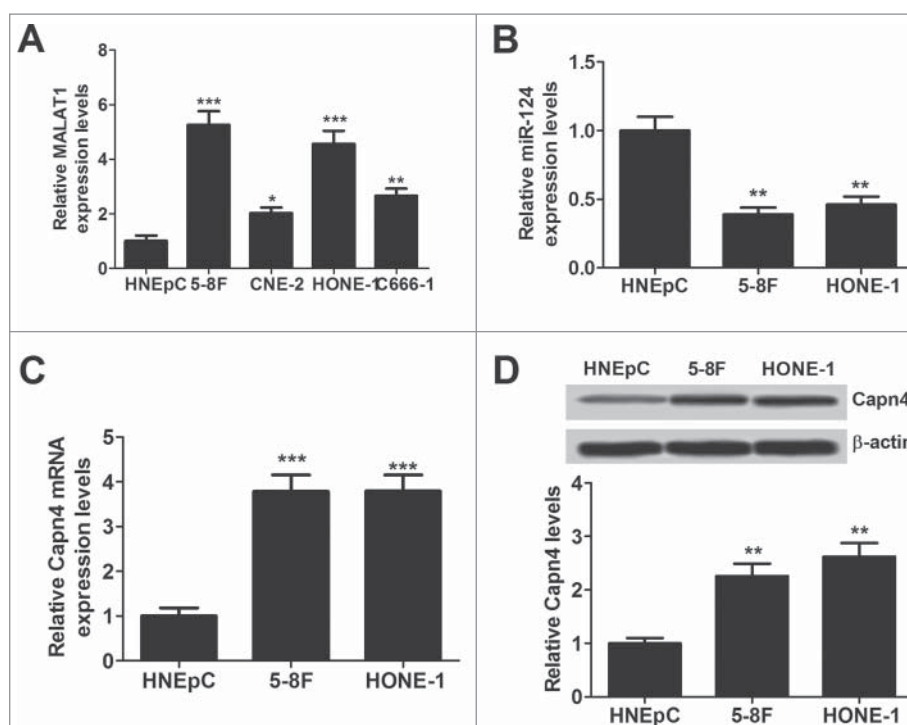 A
Relative MALAT1
expression levels
8
6
4
2
0
***
*
***
**
HNEpC 5-8F CNE-2 HONE-1 C666-1
B
Relative miR-124
expression levels
1.5
1.0
0.5
0.0
**
**
HNEpC 5-8F HONE-1
C
Relative Capn4 mRNA
expression levels
5
4
3
2
1
0
***
***
HNEpC 5-8F HONE-1
D
HNEpC 5-8F HONE-1
Capn4
β-actin
Relative Capn4 levels
4
3
2
1
0
**
**
HNEpC 5-8F HONE-1